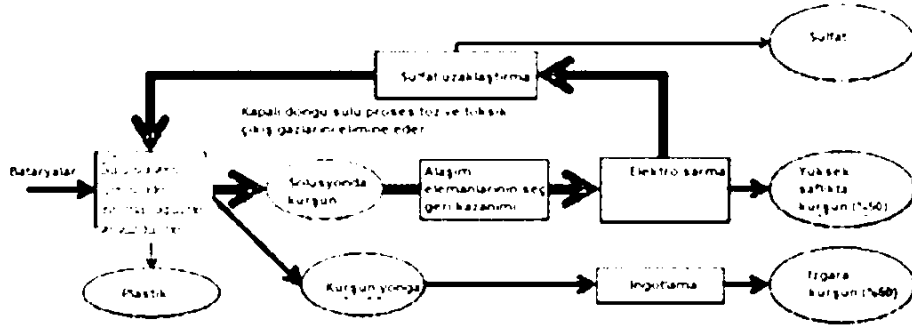 Sulfat
Sulfat uzaklaştırma
Kapalı döngü sulu proses toz ve toksik
çıkış gazlarını elimine eder
Bataryalar
Solüsyonda
kurşun
Alaşım
elemanlarının seç
geri kazanımı
Elektro sarma
Yüksek
saflıkta
kurşun (%50)
Plastik
Kurşun yonga
İngotlama
Izgara
kurşun (%50)